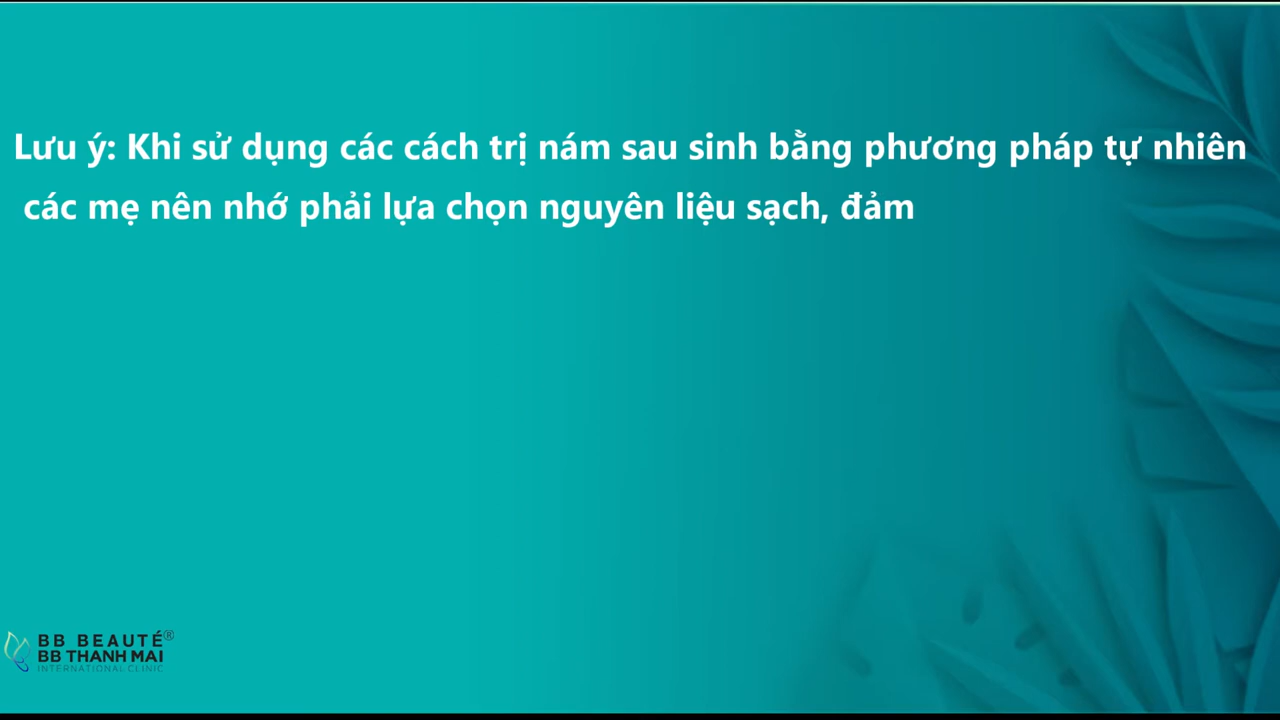 Lưu ý: Khi sử dụng các cách trị nám sau sinh bằng phương pháp tự nhiên
các mẹ nên nhớ phải lựa chọn nguyên liệu sạch, đảm
BB BEAUTÉ®
BB THANH MAI
INTERNATIONAL CLINIC